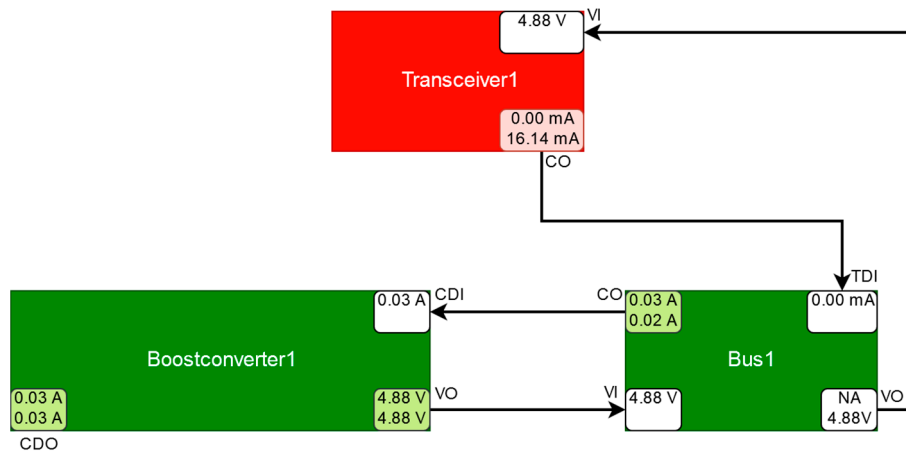 4.88 V
VI
Transceiver1
0.00 mA
16.14 mA
CO
TDI
0.03 A
CDI
CO
0.03 A
0.02 A
0.00 mA
Boostconverter1
Bus1
0.03 A
0.03 A
CDO
4.88 V
4.88 V
VO
VI
4.88 V
NA
4.88V
VO